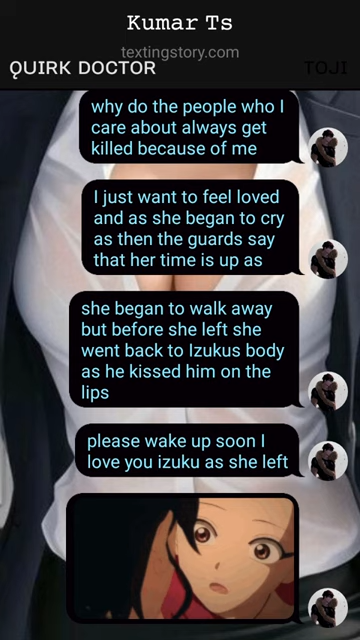 Kumar Ts
textingstory.com
QUIRK DOCTOR
TOJI
why do the people who I
care about always get
killed because of me
I just want to feel loved
and as she began to cry
as then the guards say
that her time is up as
she began to walk away
but before she left she
went back to Izukus body
as he kissed him on the
lips
please wake up soon I
love you izuku as she left